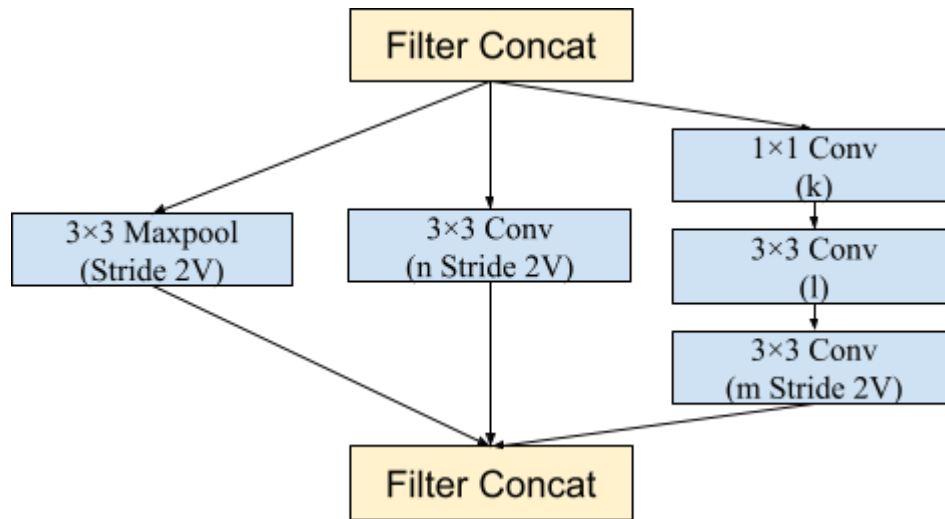 Filter Concat
1×1 Conv
(k)
3×3 Maxpool
(Stride 2V)
3×3 Conv
(n Stride 2V)
3×3 Conv
(l)
3×3 Conv
(m Stride 2V)
Filter Concat